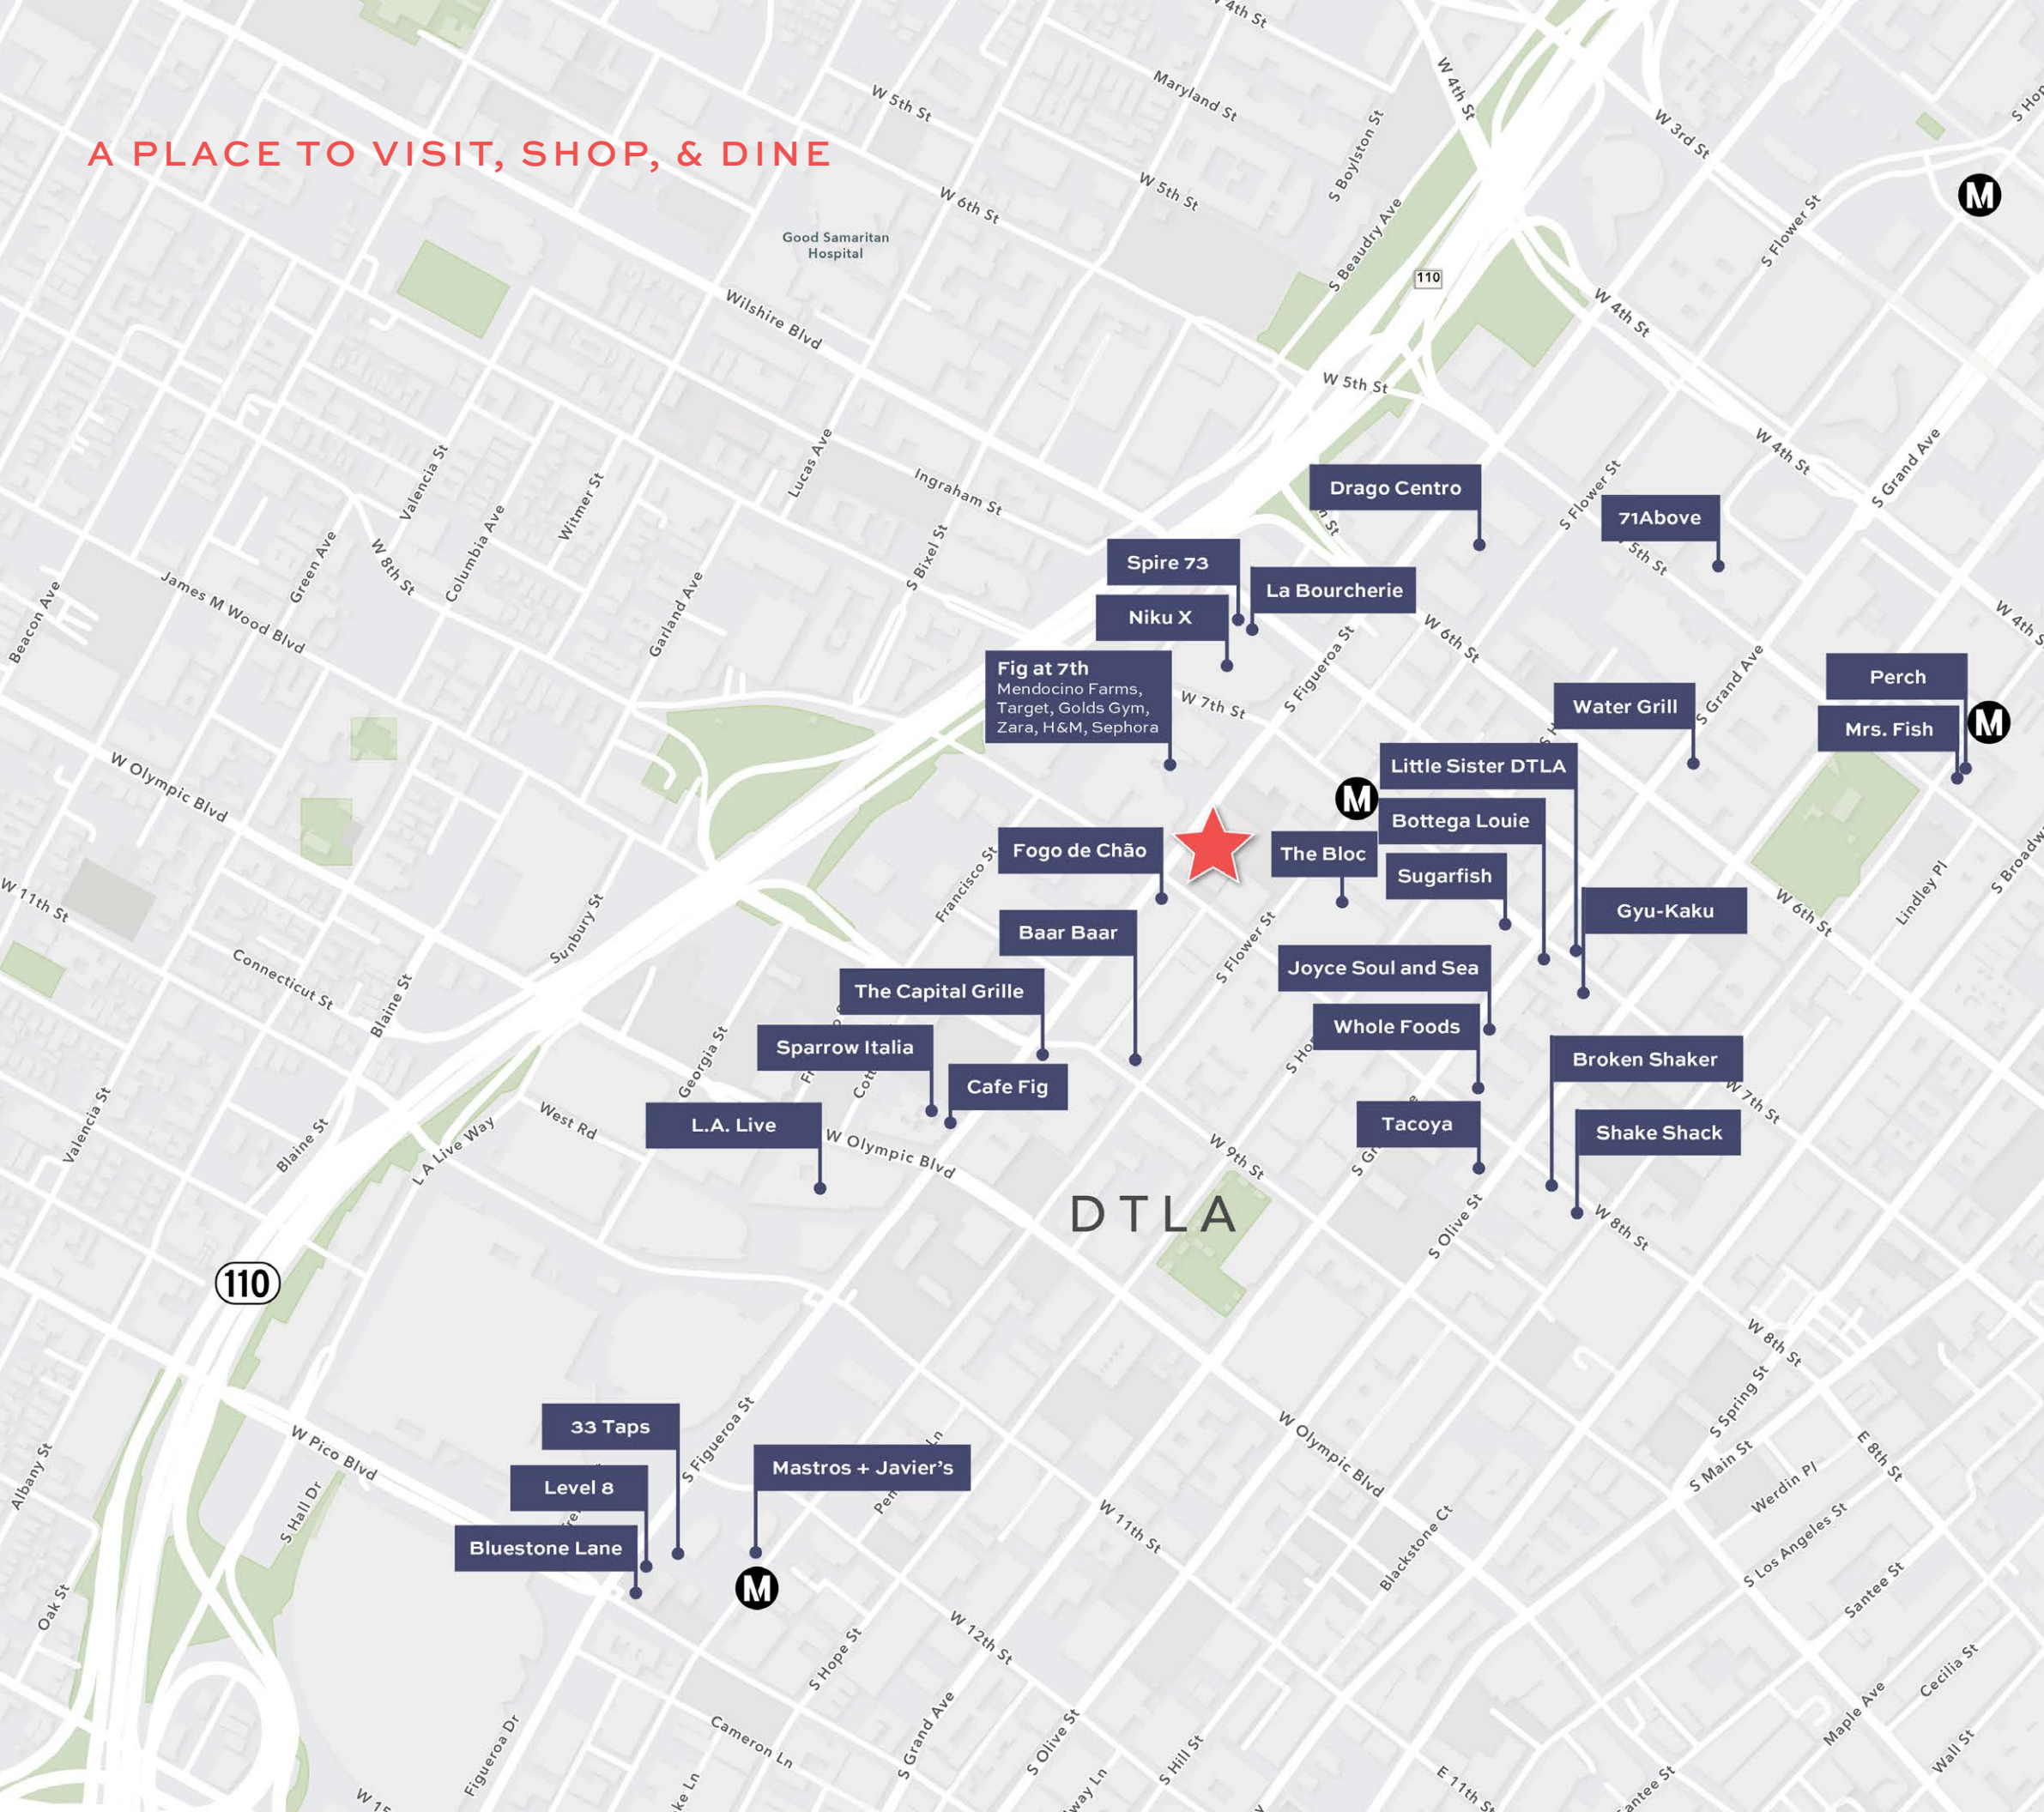 A PLACE TO VISIT, SHOP, & DINE
W 4th St
W 5th St
Maryland St
W 4th St
W 3rd St
S Boylston St
W 5th St
W 6th St
S Beaudry Ave
S Flower St
M
Good Samaritan
Hospital
110
Wilshire Blvd
W 4th St
W 5th St
W 4th St
S Grand Ave
Valencia St
Lucas Ave
Ingraham St
Witmer St
Columbia Ave
S Flower St
Drago Centro
71Above
5th St
Green Ave
W 8th St
S Bixel St
Spire 73
La Bourcherie
Niku X
James M Wood Blvd
Beacon Ave
Garland Ave
W 6th St
W 4th S
S Figueroa St
Fig at 7th
Mendocino Farms,
Target, Golds Gym,
Zara, H&M, Sephora
W 7th St
S Grand Ave
Water Grill
Perch
Mrs. Fish
M
W Olympic Blvd
Little Sister DTLA
M
Bottega Louie
Fogo de Chão
The Bloc
Sugarfish
Francisco St
Lindley Pl
S Broadw
W 11th St
Sunbury St
Gyu-Kaku
W 6th St
Baar Baar
S Flower St
Connecticut St
Blaine St
Joyce Soul and Sea
The Capital Grille
Whole Foods
Georgia St
Sparrow Italia
Cafe Fig
Broken Shaker
W 7th St
Valencia St
Blaine St
L A Live Way
West Rd
L.A. Live
W Olympic Blvd
Tacoya
Shake Shack
W 9th St
DTLA
S Olive St
W 8th St
110
W 8th St
S Spring St
33 Taps
S Figueroa St
W Pico Blvd
W Olympic Blvd
E 8th St
S Main St
Mastros + Javier's
Level 8
Albany St
S Hall Dr
Werdin Pl
W 11th St
Blackstone Ct
S Los Angeles St
Bluestone Lane
M
Oak St
Santee St
W 12th St
S Hope St
Cecilia St
S Grand Ave
S Olive St
Maple Ave
Figueroa Dr
Cameron Ln
S Hill St
Wall St
E 11th St